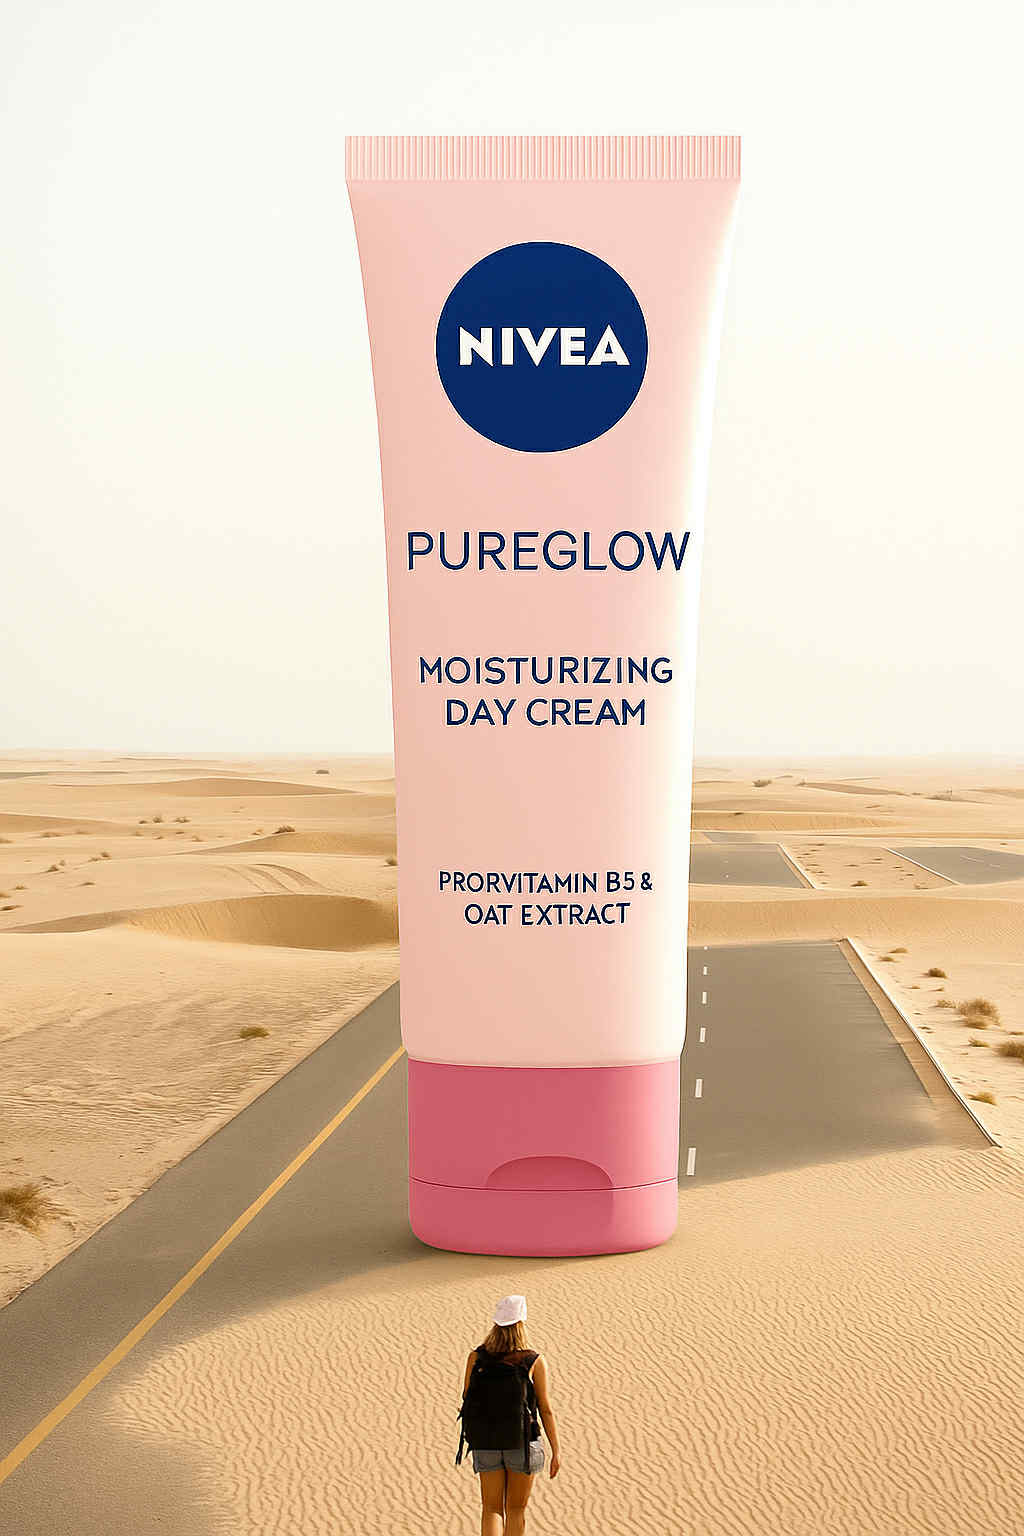 NIVEA
PUREGLOW
MOISTURIZING
DAY CREAM
PRORVITAMIN B5 &
OAT EXTRACT